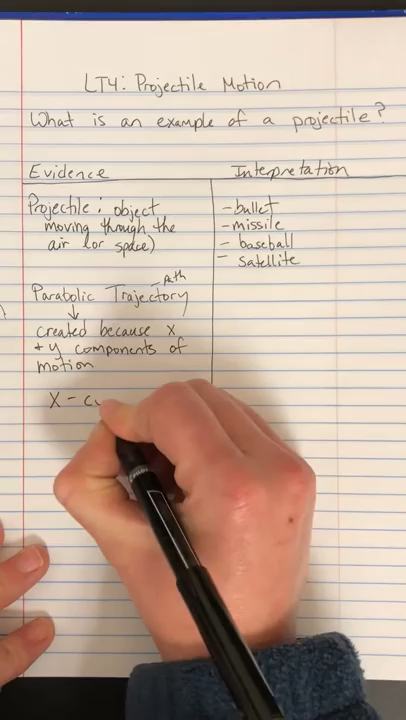 LT4: Projectile Motion
What is an example of a projectile?
Evidence
Interpretation
Projectile: object
moving through the
air (or space)
- bullet
- missile
- baseball
- satellite
- Path
Parabolic Trajectory
created because x
+ y components of
motion
X -